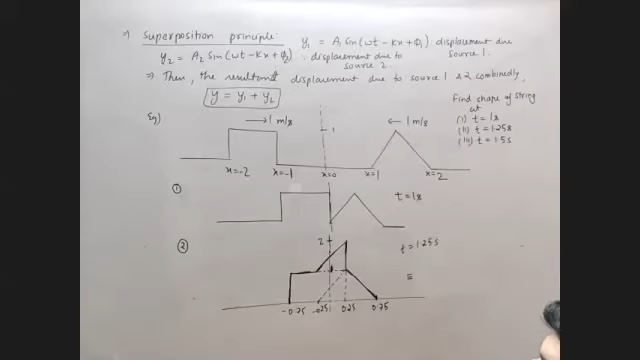 ⇒ Superposition principle: y₁ = A₁ sin(wt - kx + φ₁) : displacement due source 1.
y₂ = A₂ sin(wt - kx + φ₂) : displacement due to source 2.
⇒ Then, the resultant displacement due to source 1 & 2 combinedly,
y = y₁ + y₂
Find shape of string at
(i) t = 1s
(ii) t = 1.25s
(iii) t = 1.5s
Eg)
→ 1 m/s
1
← 1 m/s
x=-2
x=-1
x=0
x=1
x=2
①
t=1s
②
2
t=1.25s
≡
-0.75
-0.25
0.25
0.75